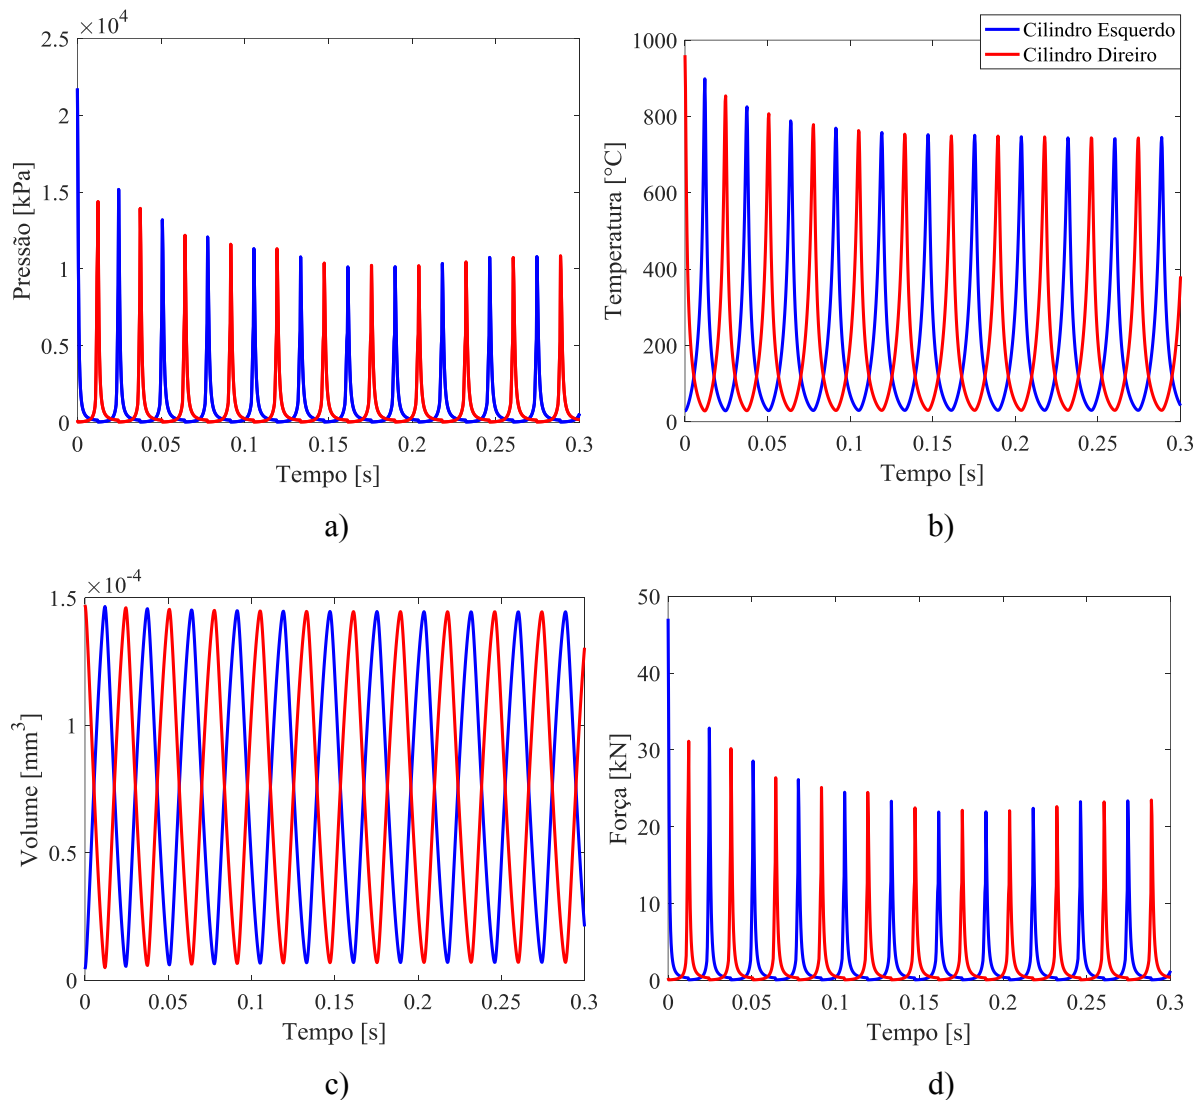 ×10^4
2.5
2
1.5
1
0.5
0
Pressão [kPa]
0 0.05 0.1 0.15 0.2 0.25 0.3
Tempo [s]
a)
Cilindro Esquerdo
Cilindro Direiro
1000
800
600
400
200
0
Temperatura [°C]
0 0.05 0.1 0.15 0.2 0.25 0.3
Tempo [s]
b)
×10^-4
1.5
1
0.5
0
Volume [mm^3]
0 0.05 0.1 0.15 0.2 0.25 0.3
Tempo [s]
c)
50
40
30
20
10
0
Força [kN]
0 0.05 0.1 0.15 0.2 0.25 0.3
Tempo [s]
d)